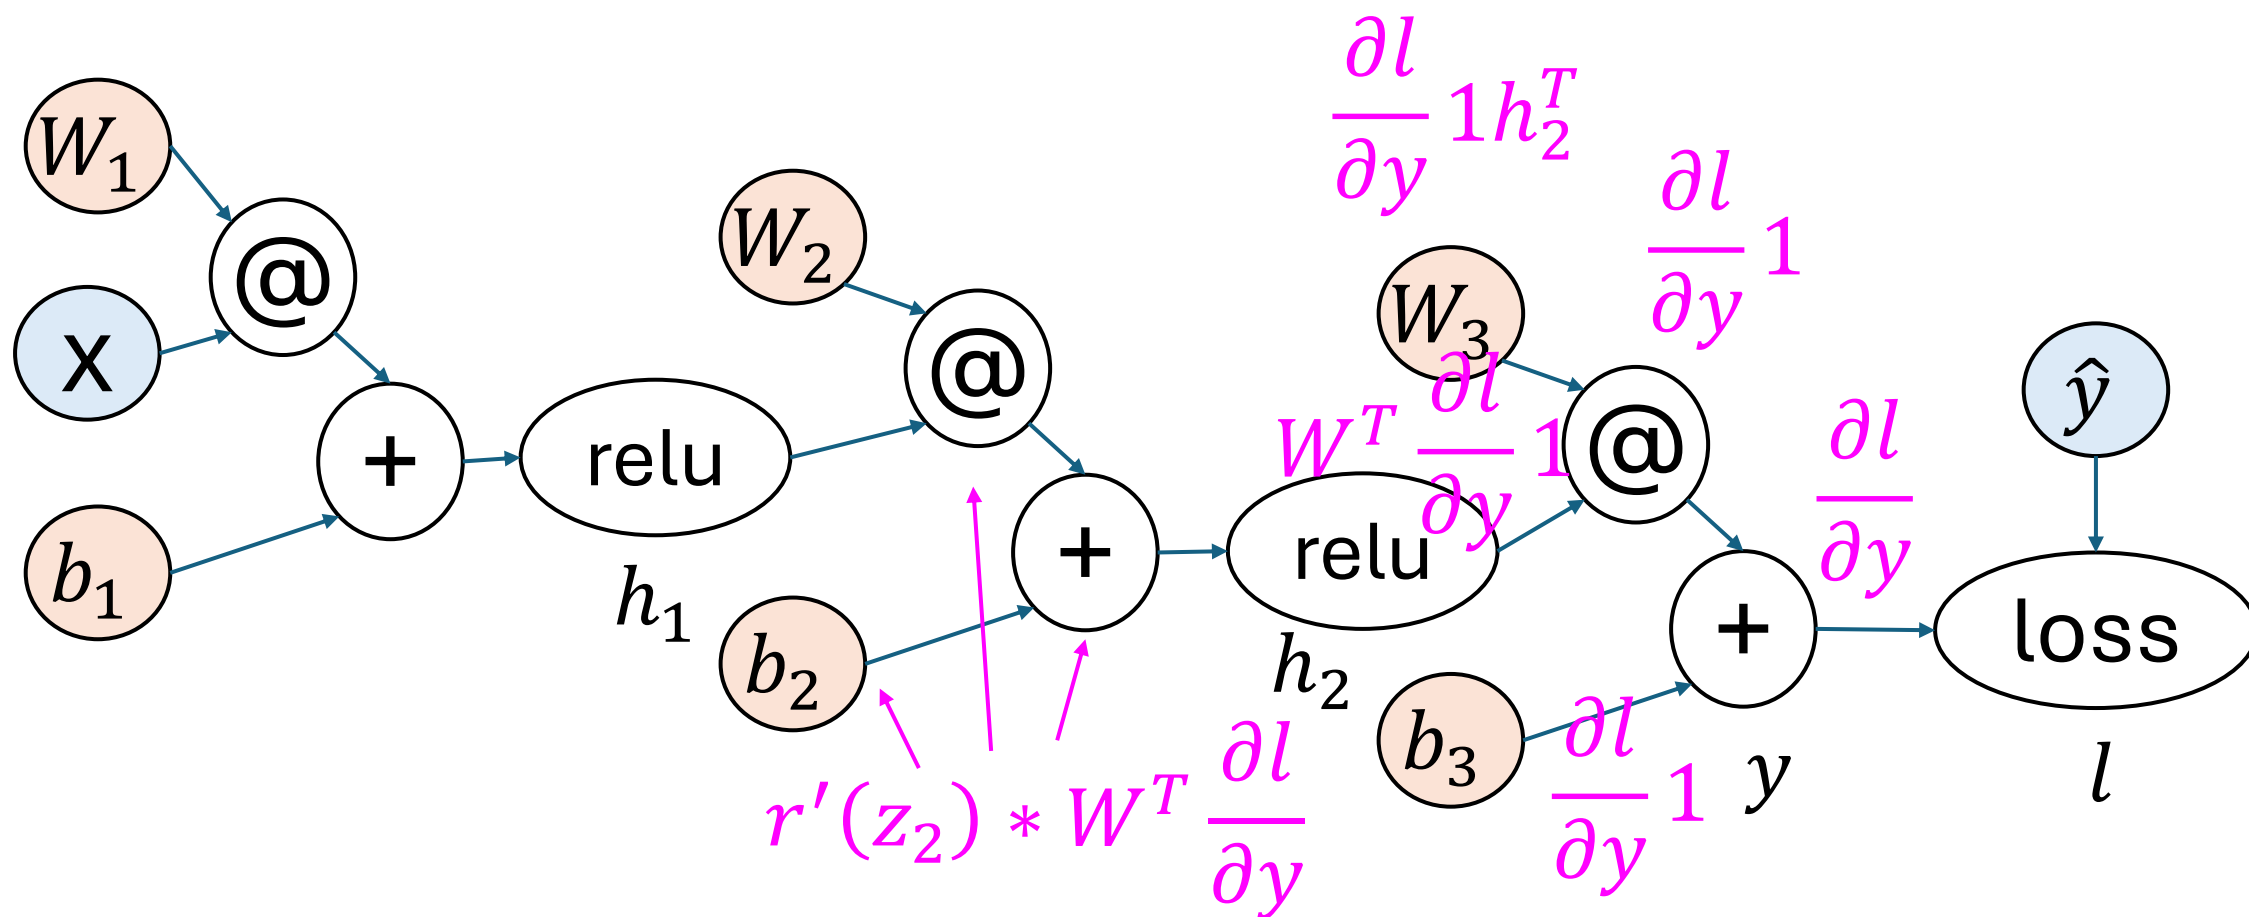 ∂l/∂y 1h₂ᵀ
W₁
∂l/∂y 1
W₂
@
W₃
x
ŷ
@
Wᵀ ∂l/∂y 1
@
∂l/∂y
+
relu
+
relu
b₁
h₁
+
loss
b₂
h₂
b₃
∂l/∂y 1
y
l
r′(z₂) ∗ Wᵀ ∂l/∂y